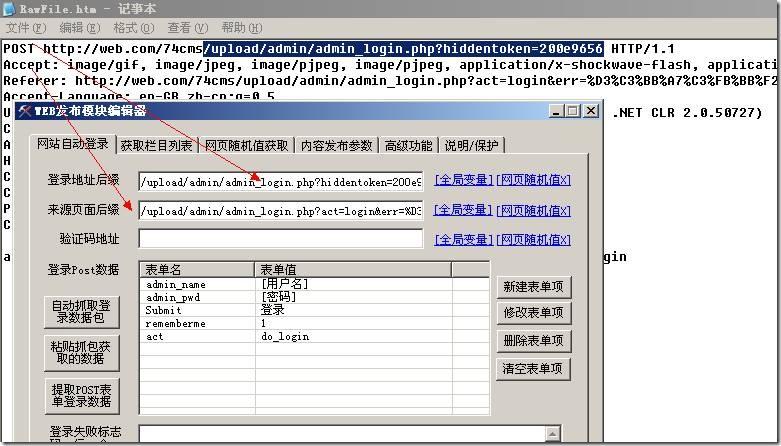 RawFile.htm - 记事本
文件(F) 编辑(E) 格式(O) 查看(V) 帮助(H)
POST http://web.com/74cms/upload/admin/admin_login.php?hiddentoken=200e9656 HTTP/1.1
Accept: image/gif, image/jpeg, image/pjpeg, image/pjpeg, application/x-shockwave-flash, applicatio
Referer: http://web.com/74cms/upload/admin/admin_login.php?act=login&err=%D3%C3%BB%A7%C3%FB%BB%F2
Accept-Language: en-GB,zh-cn;q=0.5
WEB发布模块编辑器
.NET CLR 2.0.50727)
网站自动登录 获取栏目列表 网页随机值获取 内容发布参数 高级功能 说明/保护
登录地址后缀 /upload/admin/admin_login.php?hiddentoken=200e9 [全局变量] [网页随机值X]
来源页面后缀 /upload/admin/admin_login.php?act=login&err=%D3 [全局变量] [网页随机值X]
验证码地址 [全局变量] [网页随机值X]
登录Post数据
表单名 表单值
admin_name [用户名]
admin_pwd [密码]
Submit 登录
rememberme 1
act do_login
自动抓取登
录数据包
粘贴抓包获
取的数据
提取POST表
单登录数据
新建表单项
修改表单项
删除表单项
清空表单项
gin
登录失败标志